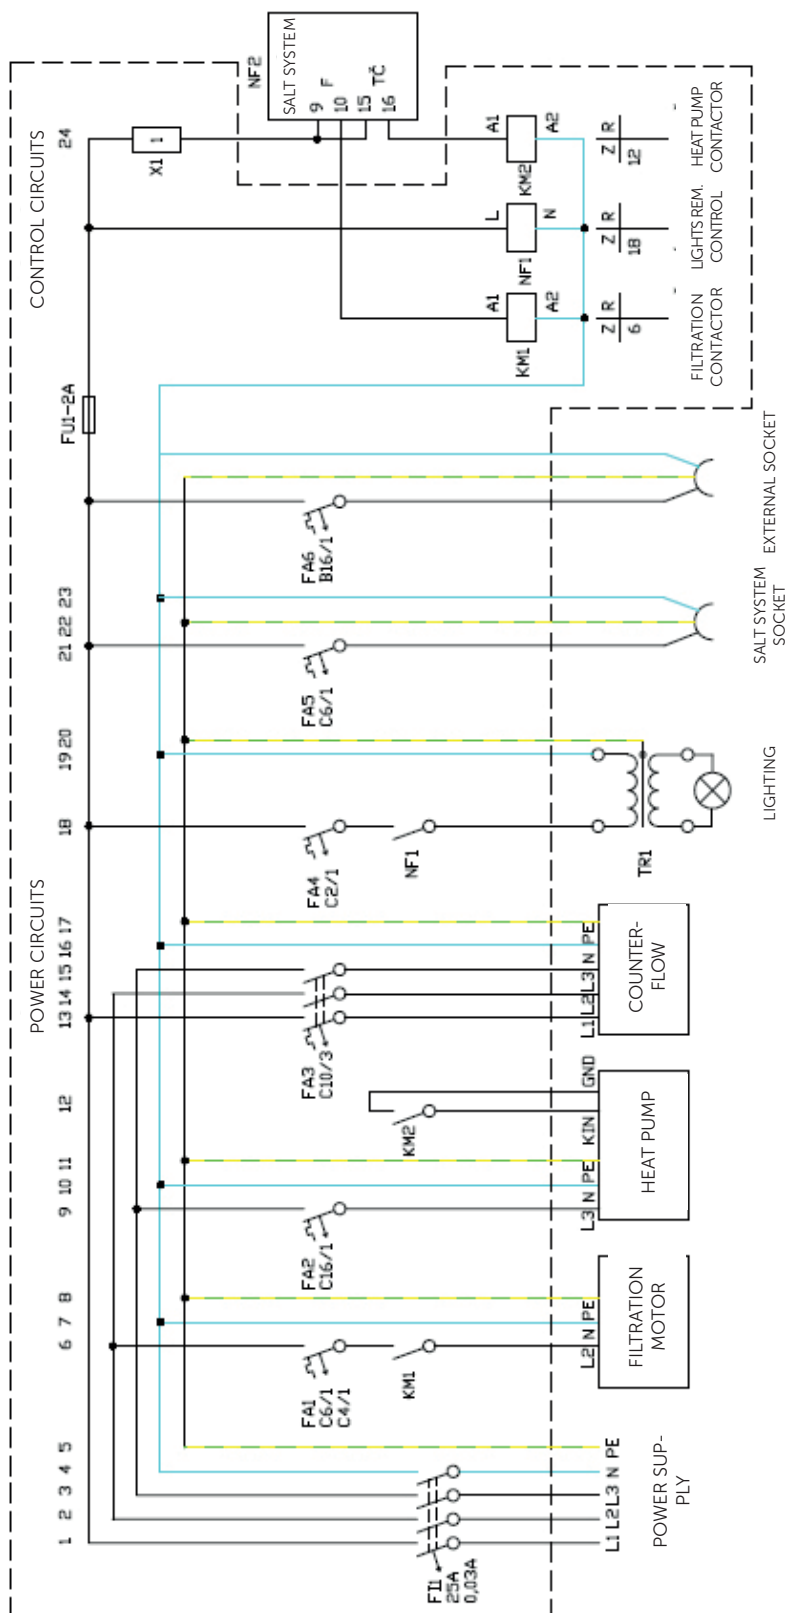 POWER CIRCUITS
CONTROL CIRCUITS
1 2 3 4 5
6 7 8
9 10 11
12
13 14 15 16 17
18
19 20
21 22 23
24
FU1-2A
X1
1
NF2
SALT SYSTEM
9
F
10
15
TČ
16
FI1
25A
0,03A
FA1
C6/1
C4/1
KM1
FA2
C16/1
KM2
FA3
C10/3
FA4
C2/1
NF1
FA5
C6/1
FA6
B16/1
A1
KM1
A2
L
NF1
N
A1
KM2
A2
Z R
6
Z R
18
Z R
12
FILTRATION
CONTACTOR
LIGHTS REM.
CONTROL
HEAT PUMP
CONTACTOR
L1 L2 L3 N PE
POWER SUP-
PLY
L2 N PE
FILTRATION
MOTOR
L3 N PE
KIN
GND
HEAT PUMP
L1 L2 L3 N PE
COUNTER-
FLOW
TR1
LIGHTING
SALT SYSTEM
SOCKET
EXTERNAL SOCKET